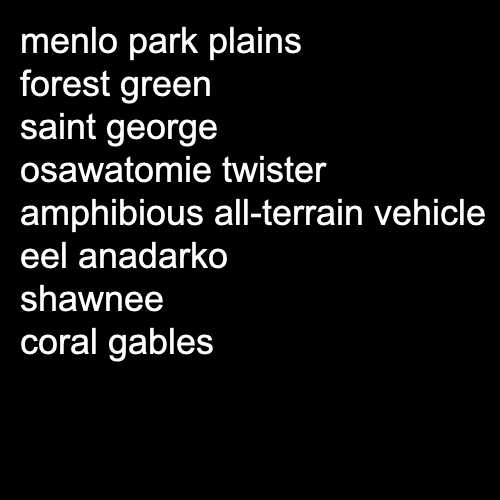 menlo park plains
forest green
saint george
osawatomie twister
amphibious all-terrain vehicle
eel anadarko
shawnee
coral gables